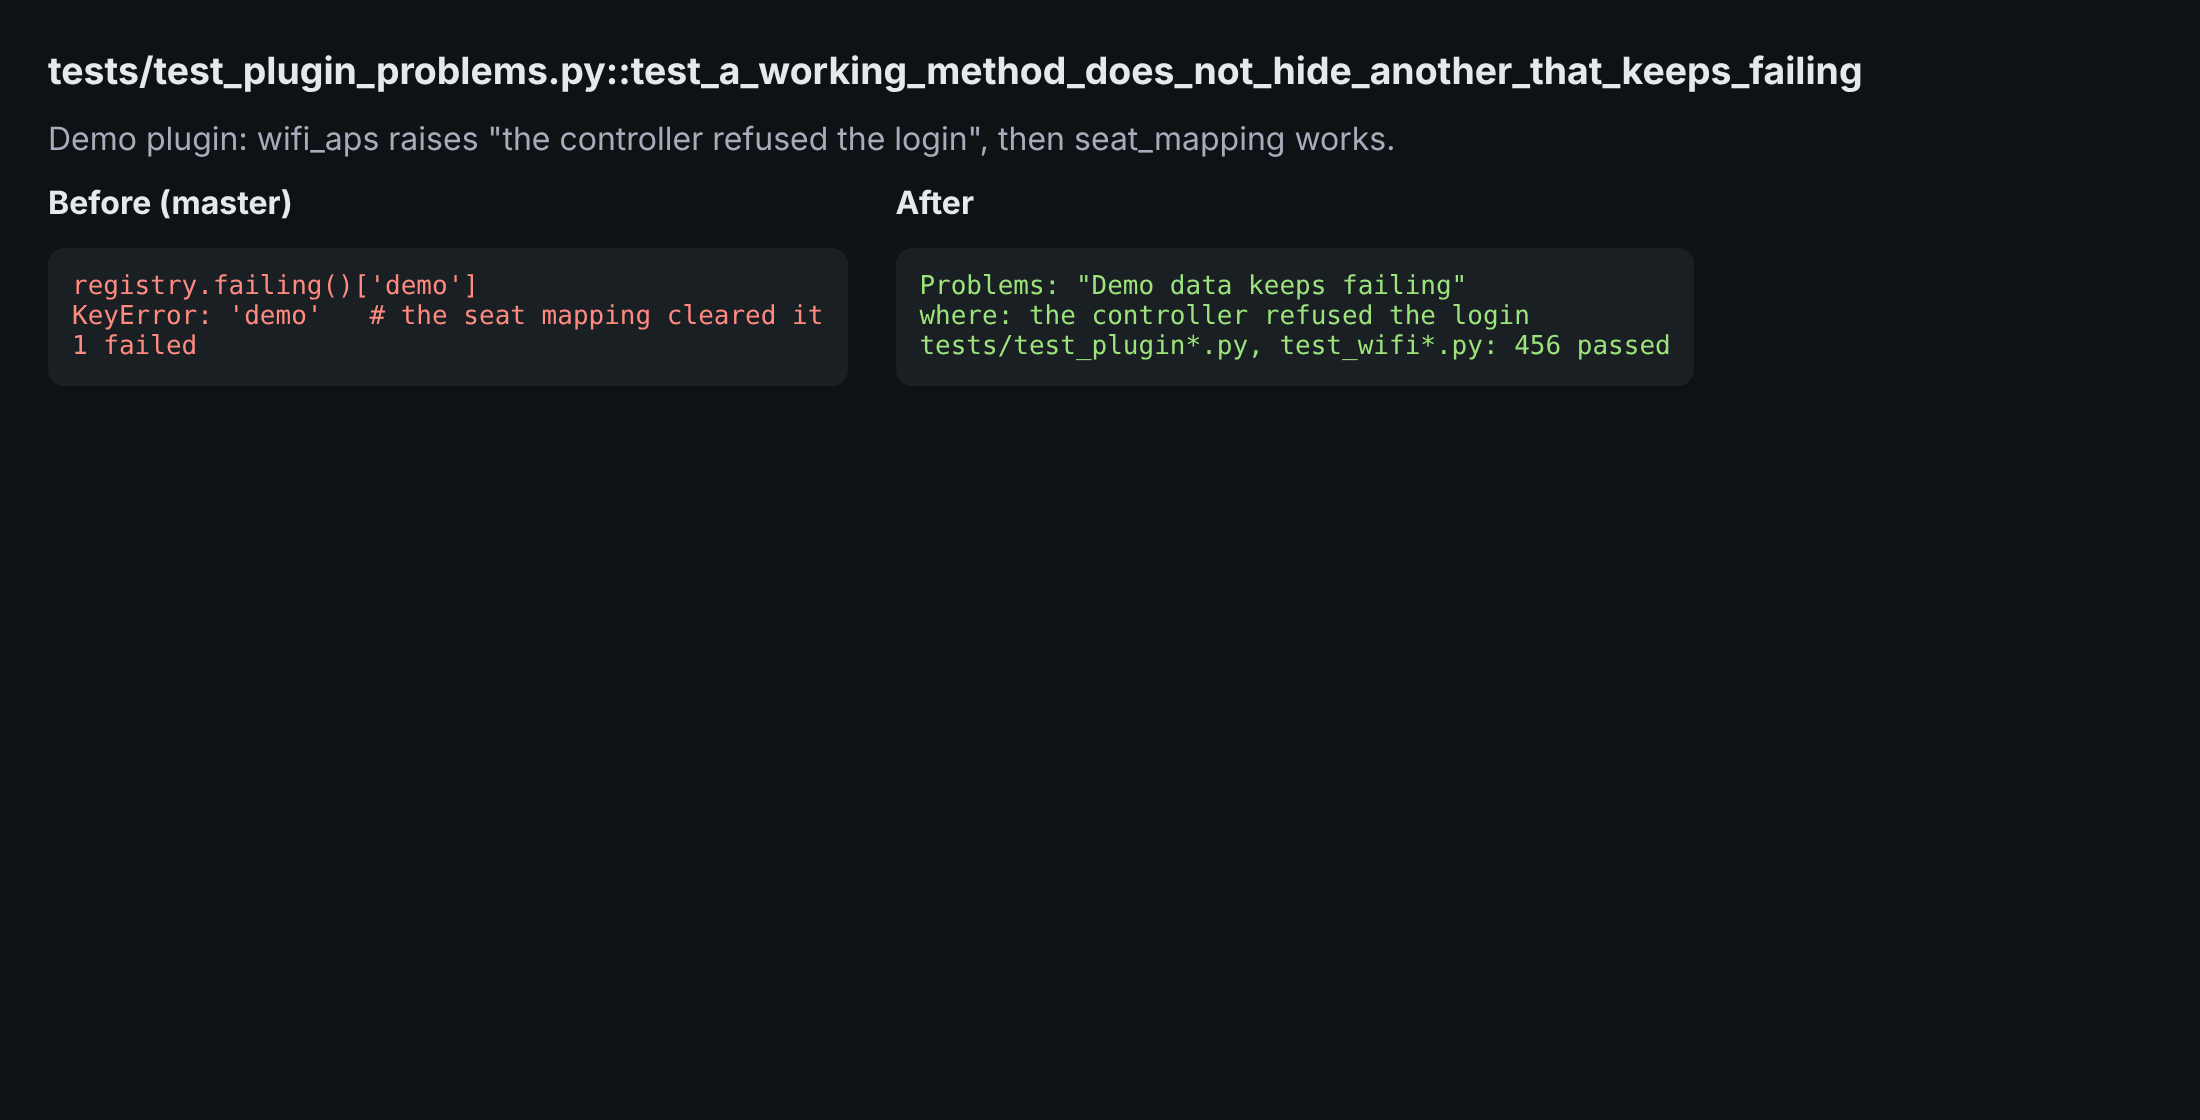 tests/test_plugin_problems.py::test_a_working_method_does_not_hide_another_that_keeps_failing
Demo plugin: wifi_aps raises "the controller refused the login", then seat_mapping works.
Before (master)
registry.failing()['demo']
KeyError: 'demo'   # the seat mapping cleared it
1 failed
After
Problems: "Demo data keeps failing"
where: the controller refused the login
tests/test_plugin*.py, test_wifi*.py: 456 passed